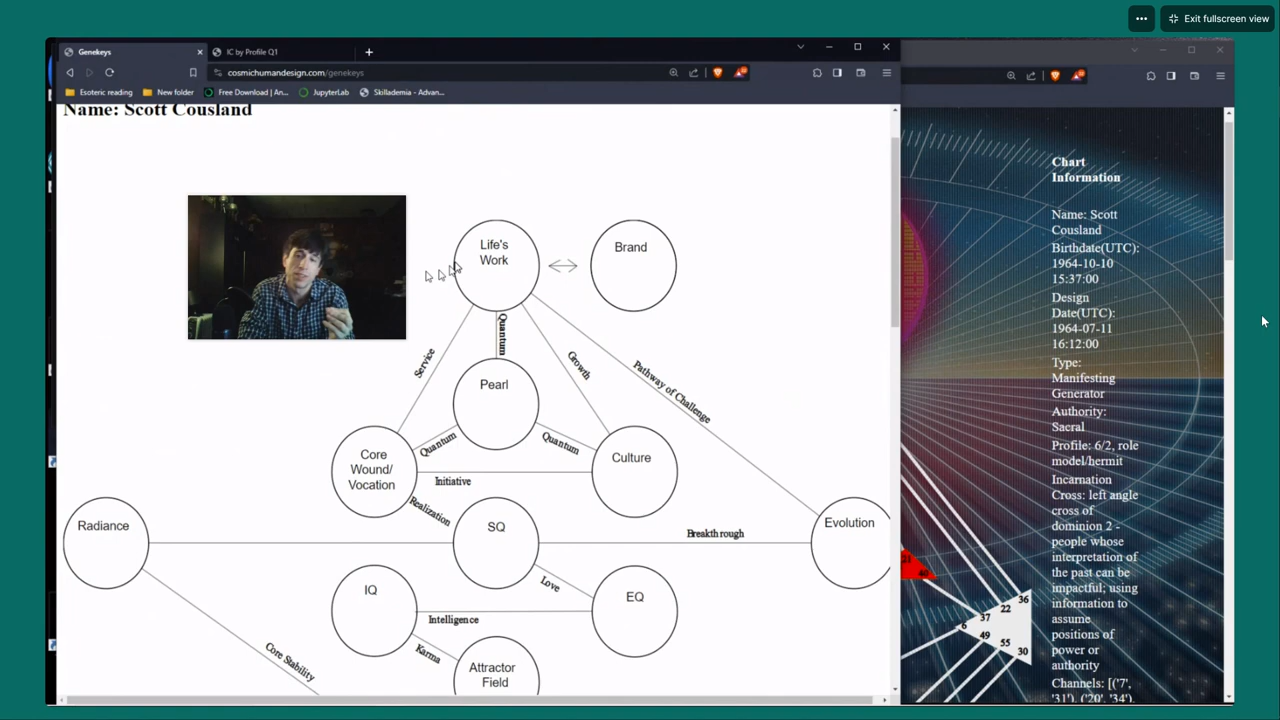 Exit fullscreen view
Genekeys
IC by Profile Q1
cosmichumandesign.com/genekeys
Esoteric reading
New folder
Free Download | An...
JupyterLab
Skillademia - Advan...
Name: Scott Cousland
Life's
Work
Brand
Quantum
Service
Growth
Pathway of Challenge
Pearl
Quantum
Quantum
Core
Wound/
Vocation
Culture
Initiative
Realization
Radiance
SQ
Evolution
Breakthrough
Love
IQ
EQ
Intelligence
Karma
Core Stability
Attractor
Field
Chart
Information
Name: Scott
Cousland
Birthdate(UTC):
1964-10-10
15:37:00
Design
Date(UTC):
1964-07-11
16:12:00
Type:
Manifesting
Generator
Authority:
Sacral
Profile: 6/2, role
model/hermit
Incarnation
Cross: left angle
cross of
dominion 2 -
people whose
interpretation of
the past can be
impactful; using
information to
assume
positions of
power or
authority
Channels: [('7',
'31'), ('20', '34'),
36
22
37
6
49
55
30